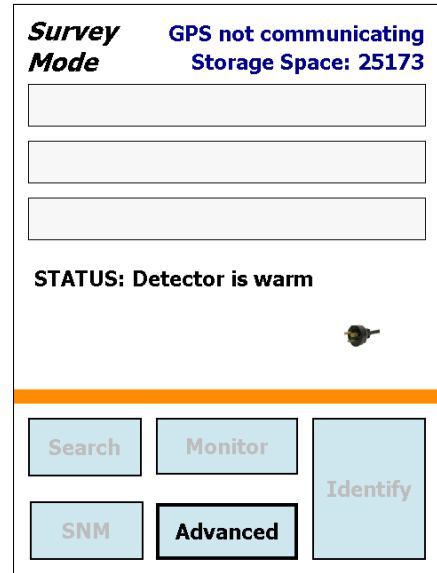 Survey Mode
GPS not communicating
Storage Space: 25173
STATUS: Detector is warm
Search
Monitor
Identify
SNM
Advanced